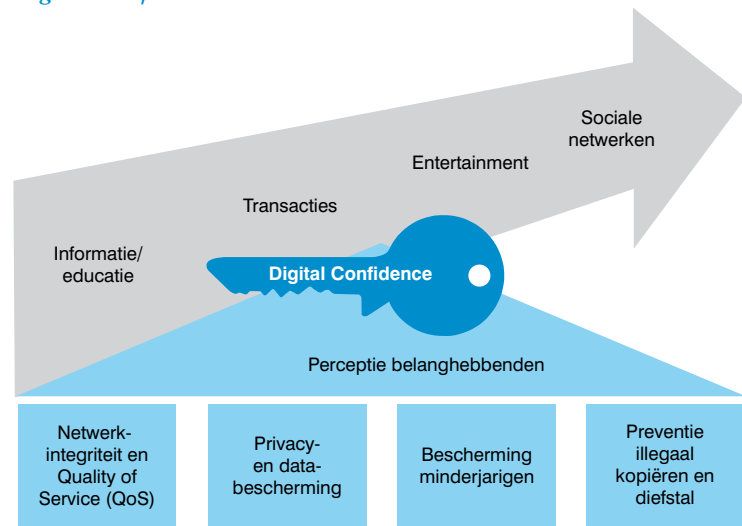 Sociale
netwerken
Entertainment
Transacties
Informatie/
educatie
Digital Confidence
Perceptie belanghebbenden
Netwerk-
integriteit en
Quality of
Service (QoS)
Privacy-
en data-
bescherming
Bescherming
minderjarigen
Preventie
illegaal
kopiëren en
diefstal